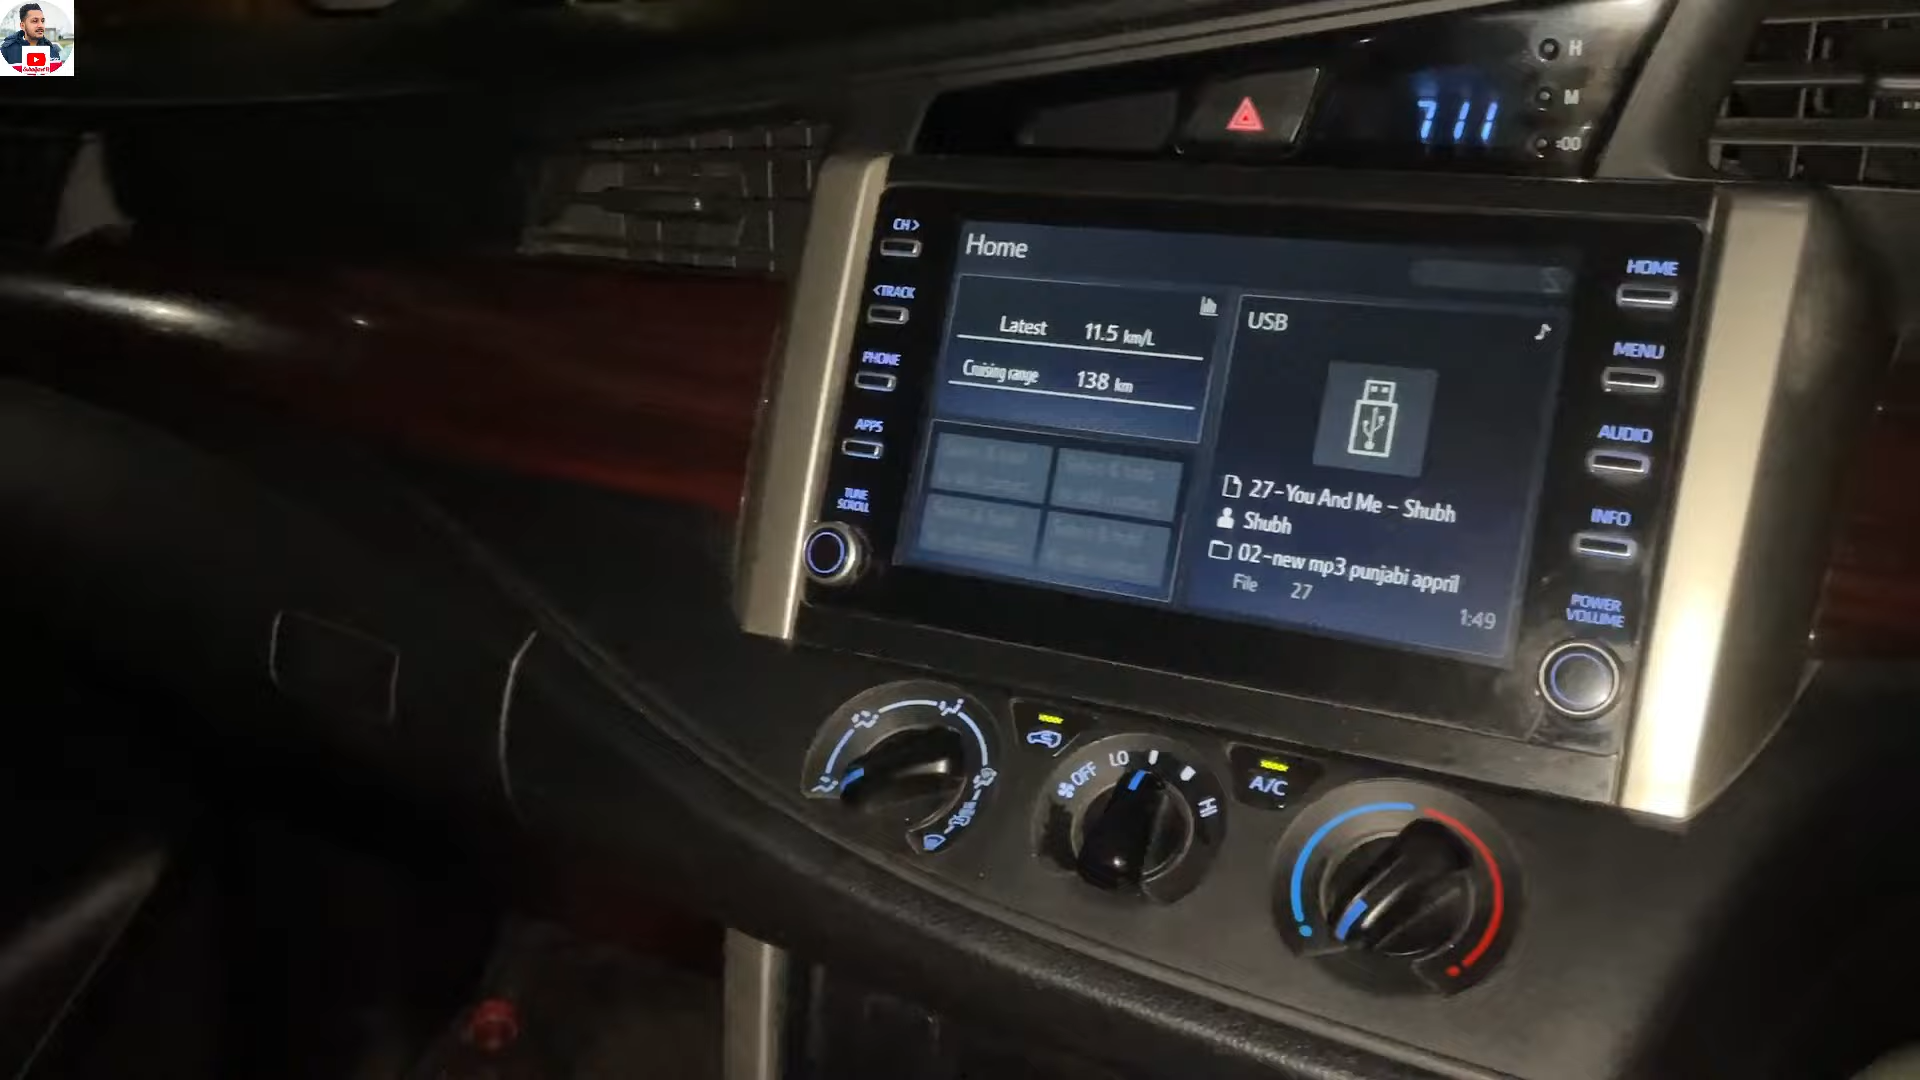 H
711
M
:00
CH>
<TRACK
PHONE
APPS
TUNE
SCROLL
Home
Latest 11.5 km/L
Cruising range 138 km
USB
27-You And Me - Shubh
Shubh
02-new mp3 punjabi appril
File 27
1:49
HOME
MENU
AUDIO
INFO
POWER
VOLUME
OFF LO HI
A/C